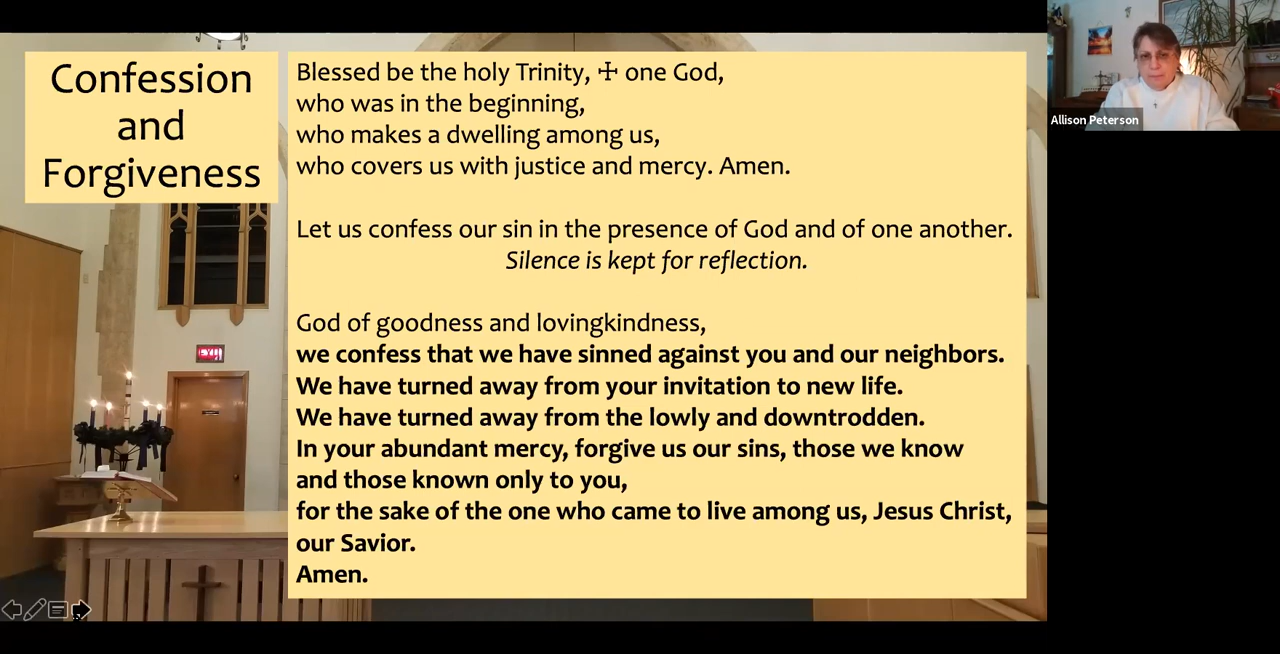 Confession
and
Forgiveness
Blessed be the holy Trinity, ☩ one God,
who was in the beginning,
who makes a dwelling among us,
who covers us with justice and mercy. Amen.
Let us confess our sin in the presence of God and of one another.
Silence is kept for reflection.
God of goodness and lovingkindness,
we confess that we have sinned against you and our neighbors.
We have turned away from your invitation to new life.
We have turned away from the lowly and downtrodden.
In your abundant mercy, forgive us our sins, those we know
and those known only to you,
for the sake of the one who came to live among us, Jesus Christ,
our Savior.
Amen.
EXIT
Allison Peterson